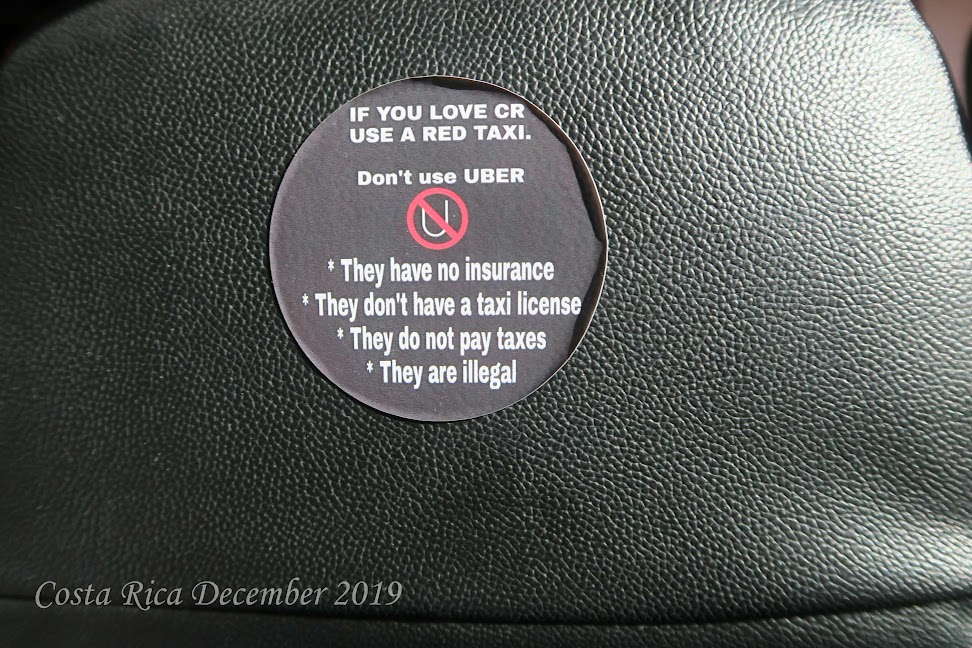 IF YOU LOVE CR
USE A RED TAXI.
Don't use UBER
U
* They have no insurance
* They don't have a taxi license
* They do not pay taxes
* They are illegal
Costa Rica December 2019